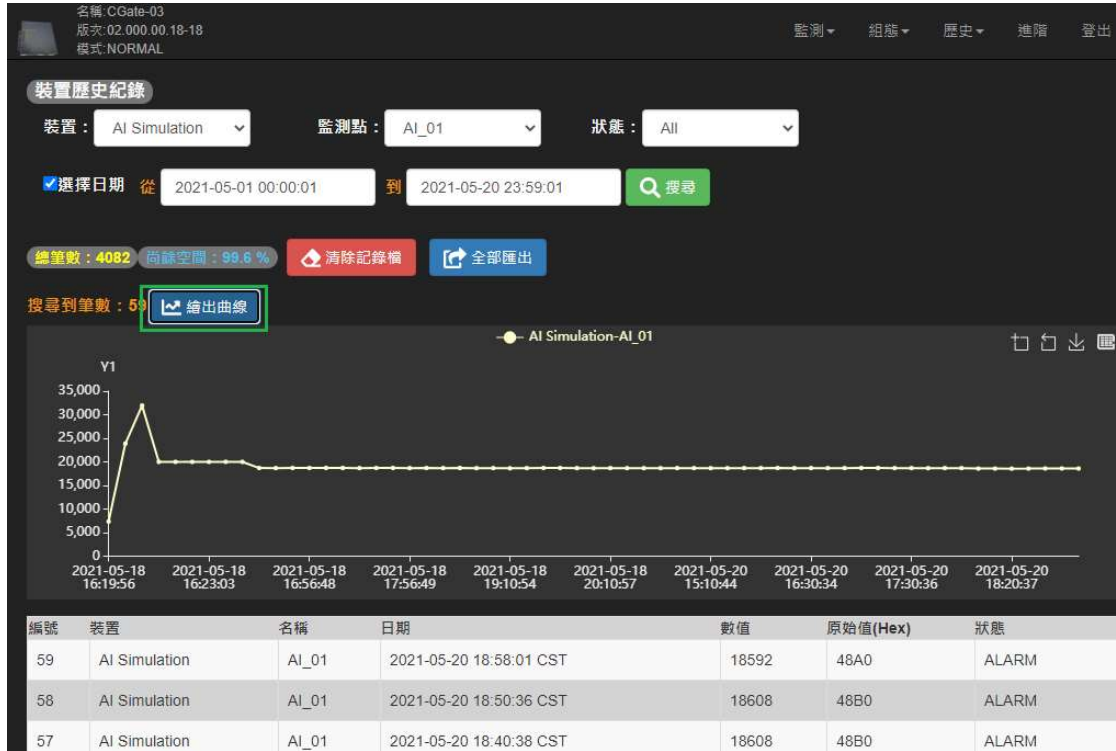 名稱:CGate-03
版次:02.000.00.18-18
模式:NORMAL
監測 組態 歷史 進階 登出
裝置歷史紀錄
裝置： AI Simulation 監測點： AI_01 狀態： All
選擇日期 從 2021-05-01 00:00:01 到 2021-05-20 23:59:01 搜尋
總筆數：4082 尚餘空間：99.6 % 清除記錄檔 全部匯出
搜尋到筆數：59 繪出曲線
AI Simulation-AI_01
Y1
35,000
30,000
25,000
20,000
15,000
10,000
5,000
0
2021-05-18 2021-05-18 2021-05-18 2021-05-18 2021-05-18 2021-05-18 2021-05-20 2021-05-20 2021-05-20 2021-05-20
16:19:56 16:23:03 16:56:48 17:56:49 19:10:54 20:10:57 15:10:44 16:30:34 17:30:36 18:20:37
編號 裝置 名稱 日期 數值 原始值(Hex) 狀態
59 AI Simulation AI_01 2021-05-20 18:58:01 CST 18592 48A0 ALARM
58 AI Simulation AI_01 2021-05-20 18:50:36 CST 18608 48B0 ALARM
57 AI Simulation AI_01 2021-05-20 18:40:38 CST 18608 48B0 ALARM